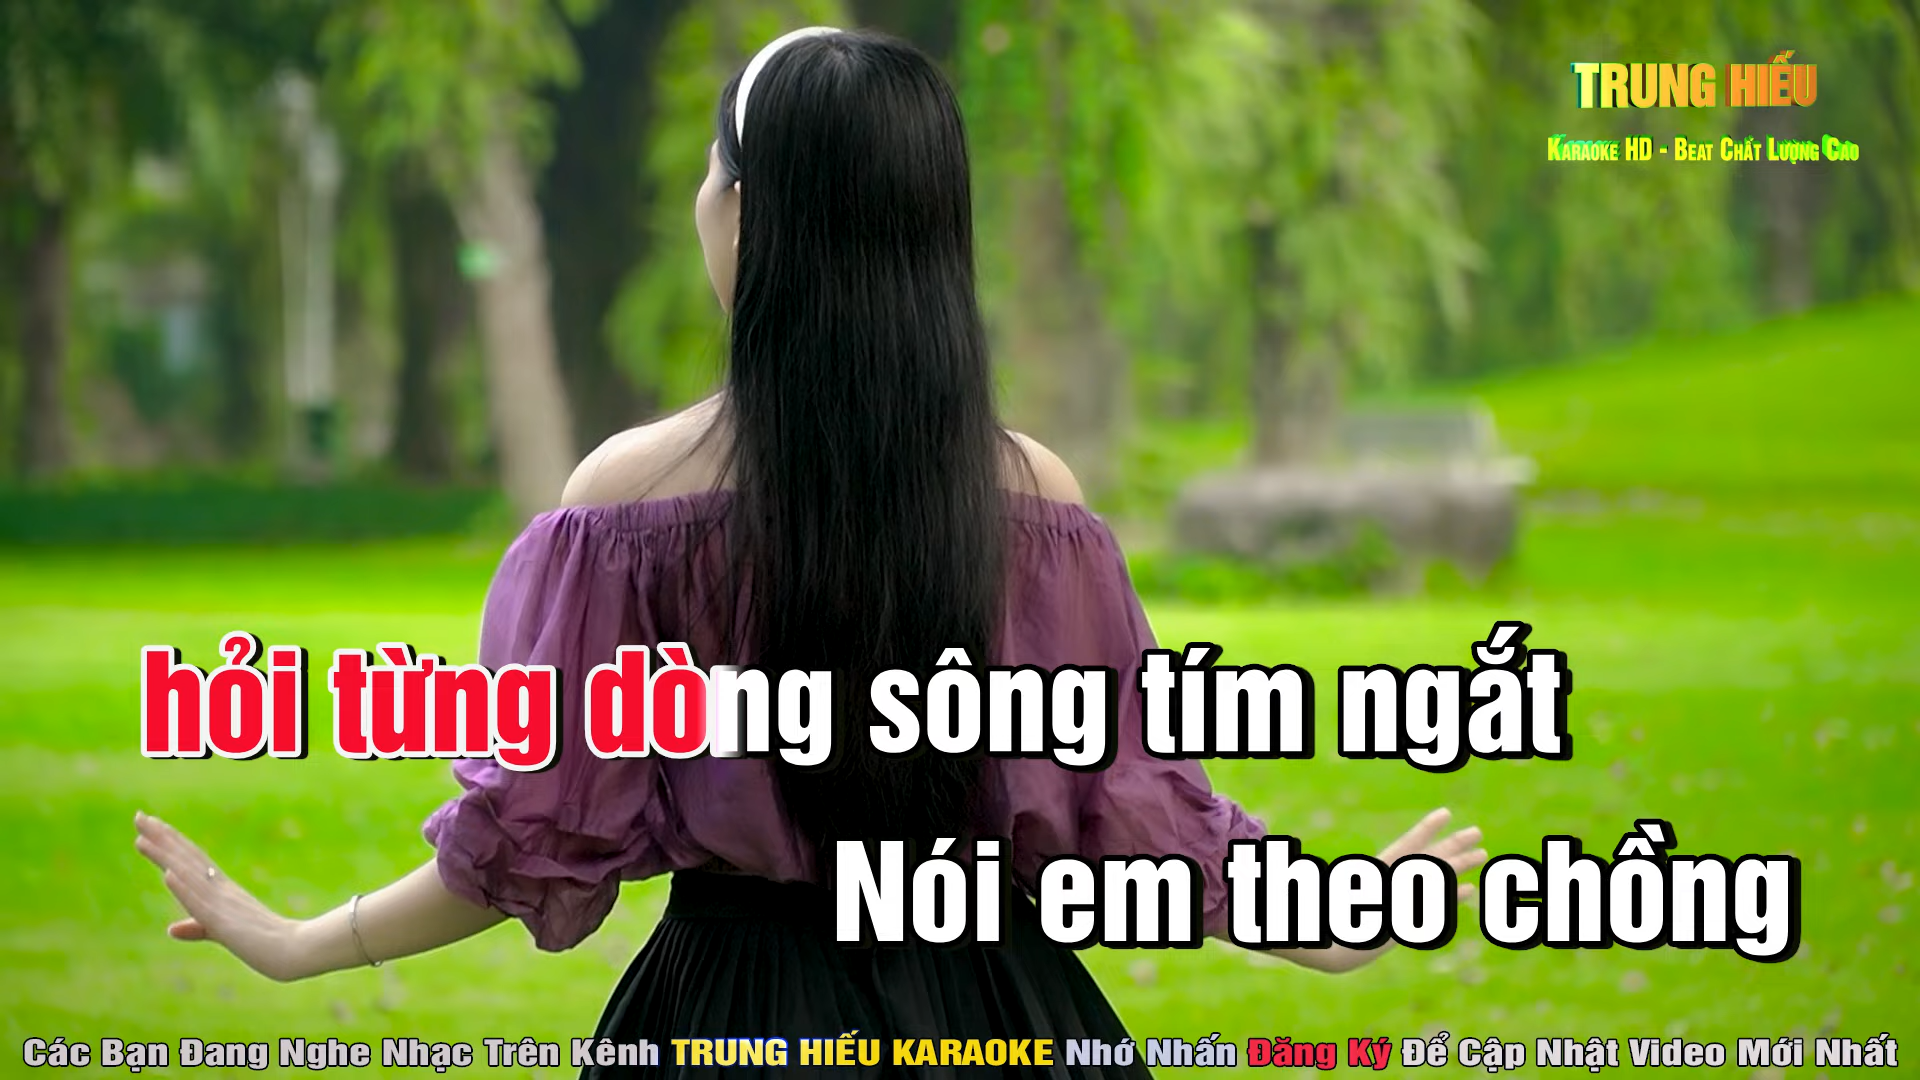 TRUNG HIẾU
KARAOKE HD - BEAT CHẤT LƯỢNG CAO
hỏi từng dòng sông tím ngắt
Nói em theo chồng
Các Bạn Đang Nghe Nhạc Trên Kênh TRUNG HIẾU KARAOKE Nhớ Nhấn Đăng Ký Để Cập Nhật Video Mới Nhất